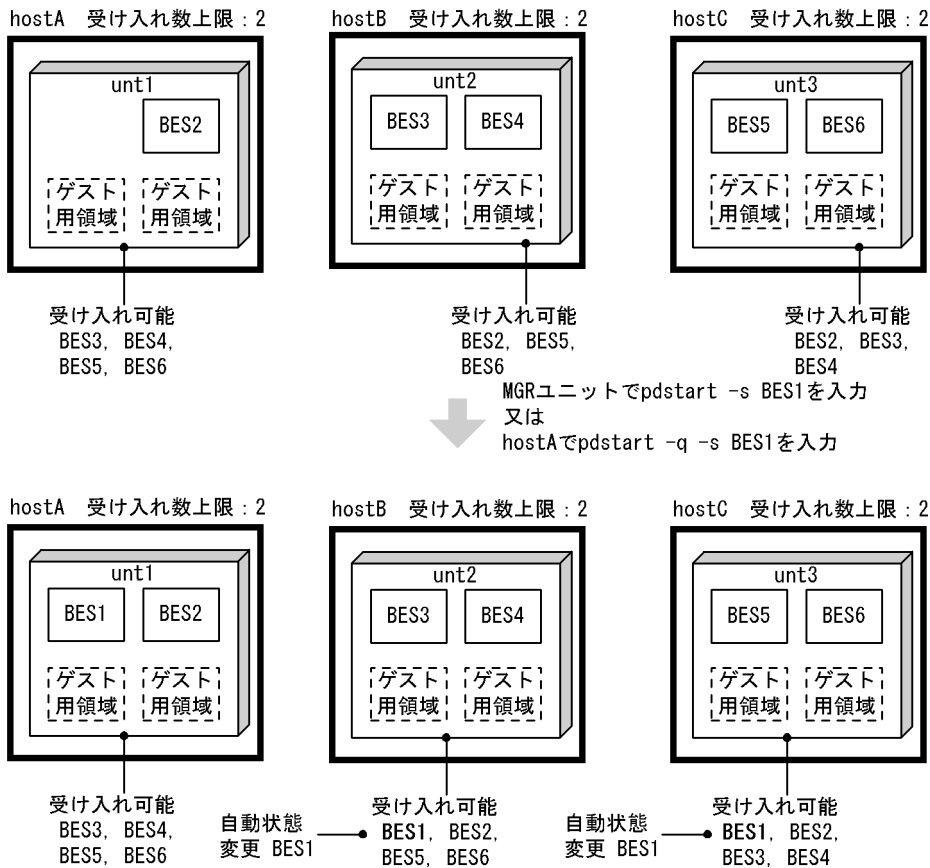 hostA 受け入れ数上限：2
hostB 受け入れ数上限：2
hostC 受け入れ数上限：2
unt1
unt2
unt3
BES2
BES3
BES4
BES5
BES6
ゲスト
用領域
ゲスト
用領域
ゲスト
用領域
ゲスト
用領域
ゲスト
用領域
ゲスト
用領域
受け入れ可能
BES3, BES4,
BES5, BES6
受け入れ可能
BES2, BES5,
BES6
受け入れ可能
BES2, BES3,
BES4
MGRユニットでpdstart -s BES1を入力
又は
hostAでpdstart -q -s BES1を入力
hostA 受け入れ数上限：2
hostB 受け入れ数上限：2
hostC 受け入れ数上限：2
unt1
unt2
unt3
BES1
BES2
BES3
BES4
BES5
BES6
ゲスト
用領域
ゲスト
用領域
ゲスト
用領域
ゲスト
用領域
ゲスト
用領域
ゲスト
用領域
受け入れ可能
BES3, BES4,
BES5, BES6
自動状態
変更 BES1
受け入れ可能
BES1, BES2,
BES5, BES6
自動状態
変更 BES1
受け入れ可能
BES1, BES2,
BES3, BES4